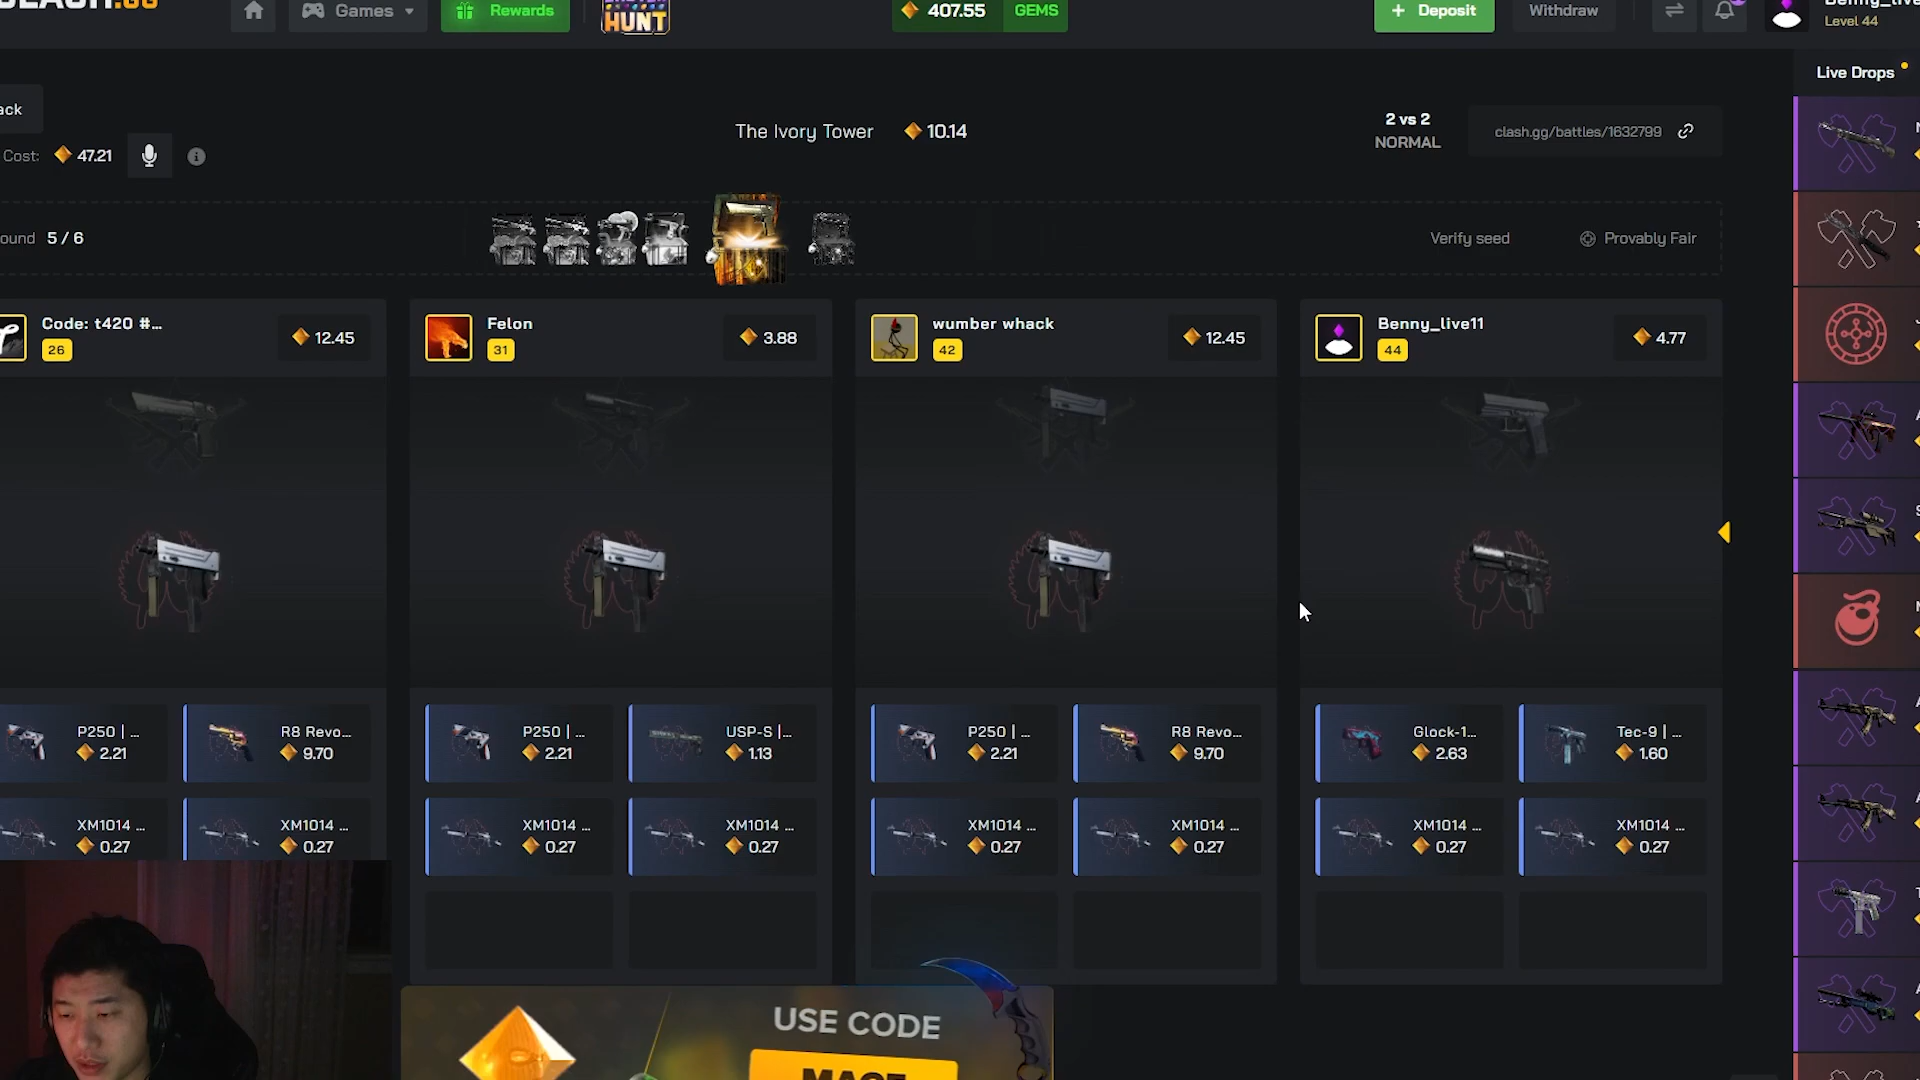 Games
Rewards
HUNT
407.55
GEMS
+ Deposit
Withdraw
Level 44
Live Drops
ack
The Ivory Tower
10.14
2 vs 2
NORMAL
clash.gg/battles/1632799
Cost:
47.21
ound 5 / 6
Verify seed
Provably Fair
Code: t420 #...
26
12.45
Felon
31
3.88
wumber whack
42
12.45
Benny_live11
44
4.77
P250 | ...
2.21
R8 Revo...
9.70
P250 | ...
2.21
USP-S |...
1.13
P250 | ...
2.21
R8 Revo...
9.70
Glock-1...
2.63
Tec-9 | ...
1.60
XM1014 ...
0.27
XM1014 ...
0.27
XM1014 ...
0.27
XM1014 ...
0.27
XM1014 ...
0.27
XM1014 ...
0.27
XM1014 ...
0.27
XM1014 ...
0.27
USE CODE